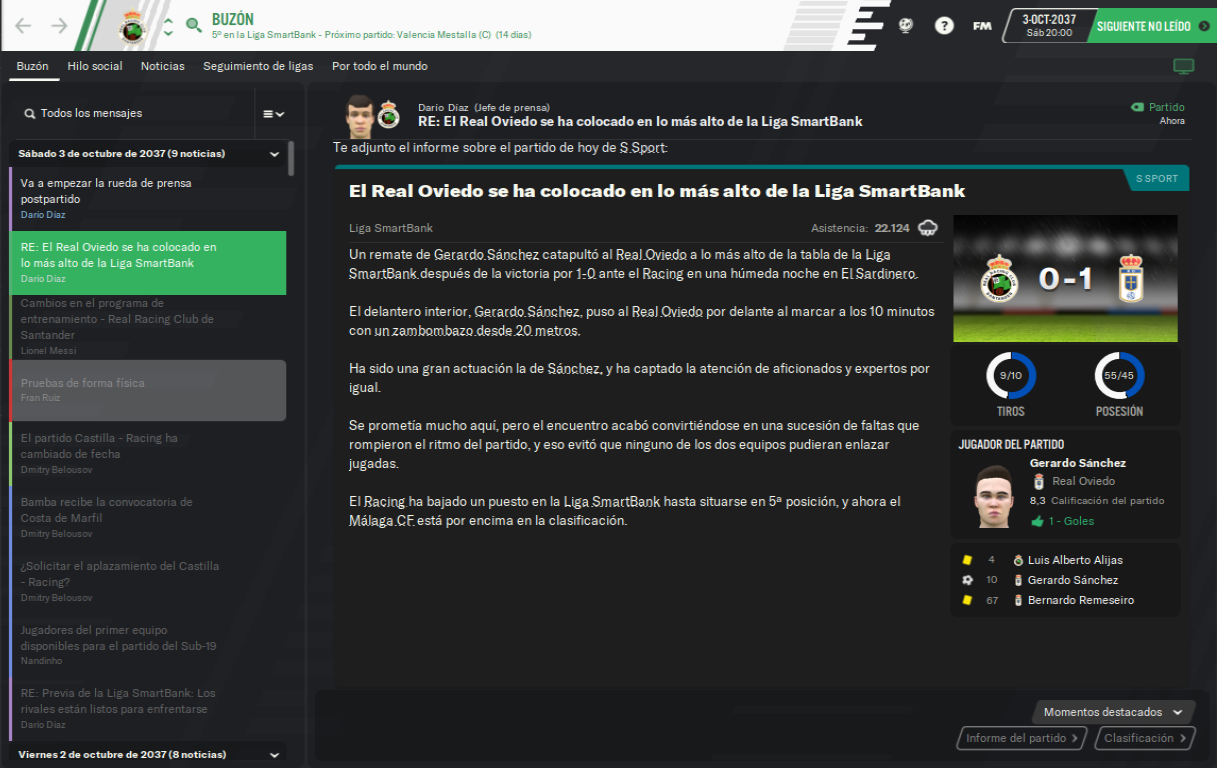 BUZÓN
5º en la Liga SmartBank - Próximo partido: Valencia Mestalla (C) (14 días)
?
FM
3-OCT-2037
Sáb 20:00
SIGUIENTE NO LEÍDO
Buzón Hilo social Noticias Seguimiento de ligas Por todo el mundo
Todos los mensajes
Sábado 3 de octubre de 2037 (9 noticias)
Va a empezar la rueda de prensa
postpartido
Darío Díaz
RE: El Real Oviedo se ha colocado en
lo más alto de la Liga SmartBank
Darío Díaz
Cambios en el programa de
entrenamiento - Real Racing Club de
Santander
Lionel Messi
Pruebas de forma física
Fran Ruiz
El partido Castilla - Racing ha
cambiado de fecha
Dmitry Belousov
Bamba recibe la convocatoria de
Costa de Marfil
Dmitry Belousov
¿Solicitar el aplazamiento del Castilla
- Racing?
Dmitry Belousov
Jugadores del primer equipo
disponibles para el partido del Sub-19
Nandinho
RE: Previa de la Liga SmartBank: Los
rivales están listos para enfrentarse
Darío Díaz
Viernes 2 de octubre de 2037 (8 noticias)
Darío Díaz (Jefe de prensa)
RE: El Real Oviedo se ha colocado en lo más alto de la Liga SmartBank
Partido
Ahora
Te adjunto el informe sobre el partido de hoy de S Sport:
S SPORT
El Real Oviedo se ha colocado en lo más alto de la Liga SmartBank
Liga SmartBank
Asistencia: 22.124
Un remate de Gerardo Sánchez catapultó al Real Oviedo a lo más alto de la tabla de la Liga
SmartBank después de la victoria por 1-0 ante el Racing en una húmeda noche en El Sardinero.
El delantero interior, Gerardo Sánchez, puso al Real Oviedo por delante al marcar a los 10 minutos
con un zambombazo desde 20 metros.
Ha sido una gran actuación la de Sánchez, y ha captado la atención de aficionados y expertos por
igual.
Se prometía mucho aquí, pero el encuentro acabó convirtiéndose en una sucesión de faltas que
rompieron el ritmo del partido, y eso evitó que ninguno de los dos equipos pudieran enlazar
jugadas.
El Racing ha bajado un puesto en la Liga SmartBank hasta situarse en 5ª posición, y ahora el
Málaga CF está por encima en la clasificación.
0 - 1
9/10
TIROS
55/45
POSESIÓN
JUGADOR DEL PARTIDO
Gerardo Sánchez
Real Oviedo
8,3 Calificación del partido
1 - Goles
4 Luis Alberto Alijas
10 Gerardo Sánchez
67 Bernardo Remeseiro
Momentos destacados
Informe del partido
Clasificación